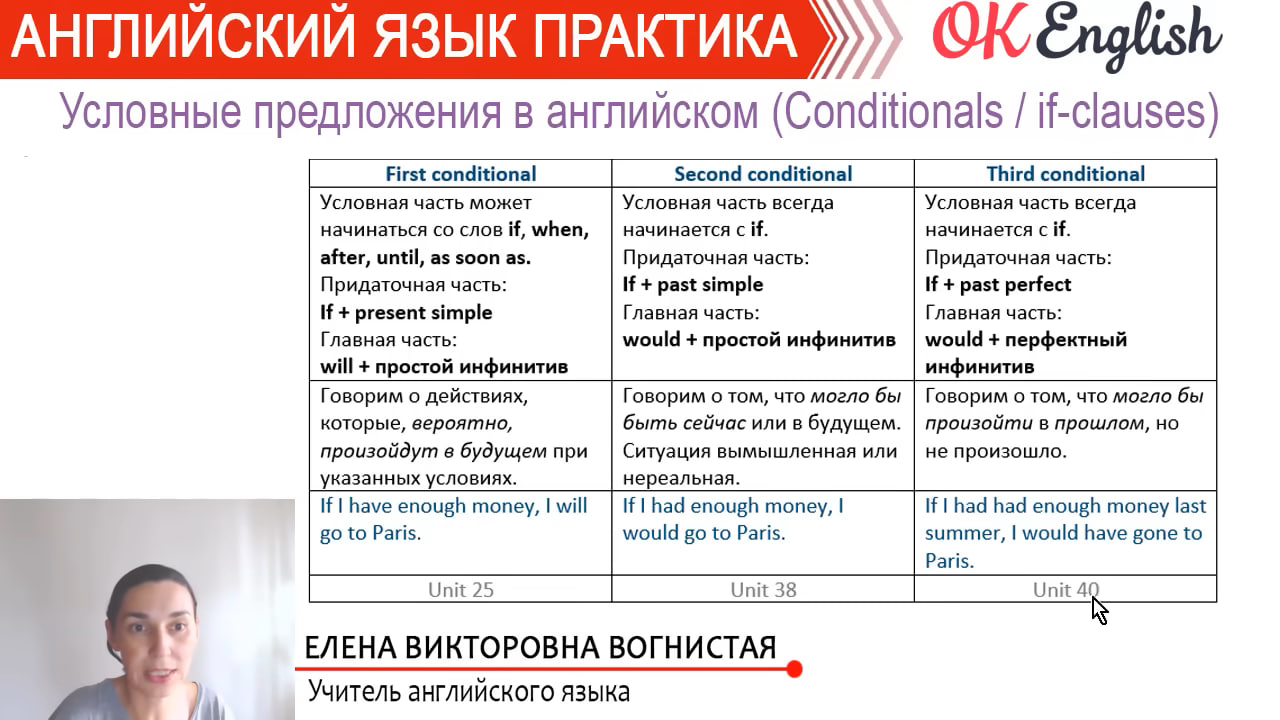 АНГЛИЙСКИЙ ЯЗЫК ПРАКТИКА
OK English
Условные предложения в английском (Conditionals / if-clauses)
First conditional
Условная часть может
начинаться со слов if, when,
after, until, as soon as.
Придаточная часть:
If + present simple
Главная часть:
will + простой инфинитив
Second conditional
Условная часть всегда
начинается с if.
Придаточная часть:
If + past simple
Главная часть:
would + простой инфинитив
Third conditional
Условная часть всегда
начинается с if.
Придаточная часть:
If + past perfect
Главная часть:
would + перфектный
инфинитив
Говорим о действиях,
которые, вероятно,
произойдут в будущем при
указанных условиях.
Говорим о том, что могло бы
быть сейчас или в будущем.
Ситуация вымышленная или
нереальная.
Говорим о том, что могло бы
произойти в прошлом, но
не произошло.
If I have enough money, I will
go to Paris.
If I had enough money, I
would go to Paris.
If I had had enough money last
summer, I would have gone to
Paris.
Unit 25
Unit 38
Unit 40
ЕЛЕНА ВИКТОРОВНА ВОГНИСТАЯ
Учитель английского языка